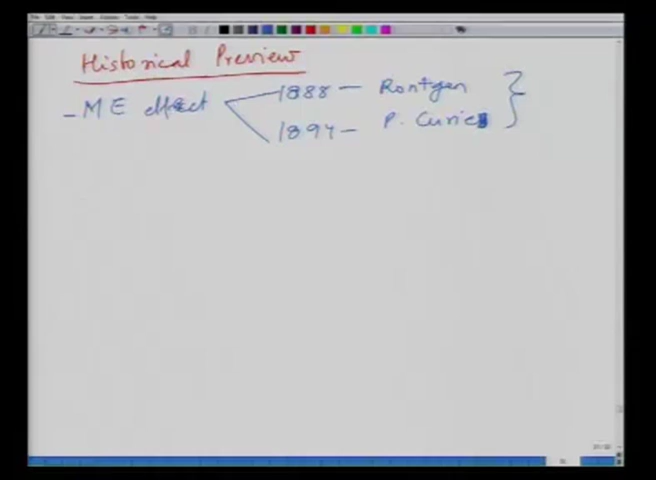 Historical Preview
- ME effect
1888 - Rontgen
1894 - P. Curie